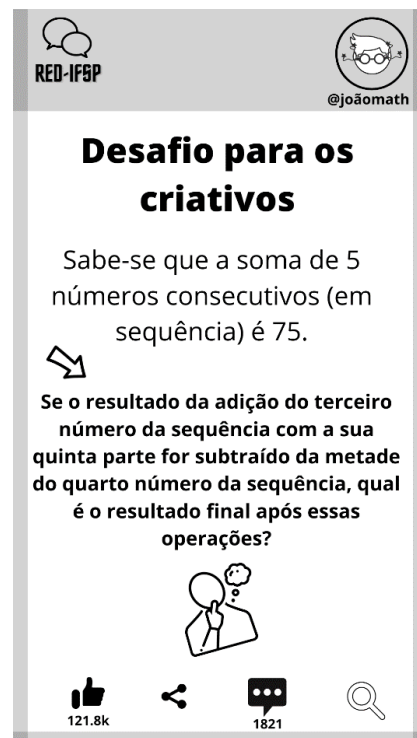 RED-IFSP
@joãomath
Desafio para os
criativos
Sabe-se que a soma de 5
números consecutivos (em
sequência) é 75.
Se o resultado da adição do terceiro
número da sequência com a sua
quinta parte for subtraído da metade
do quarto número da sequência, qual
é o resultado final após essas
operações?
121.8k
1821